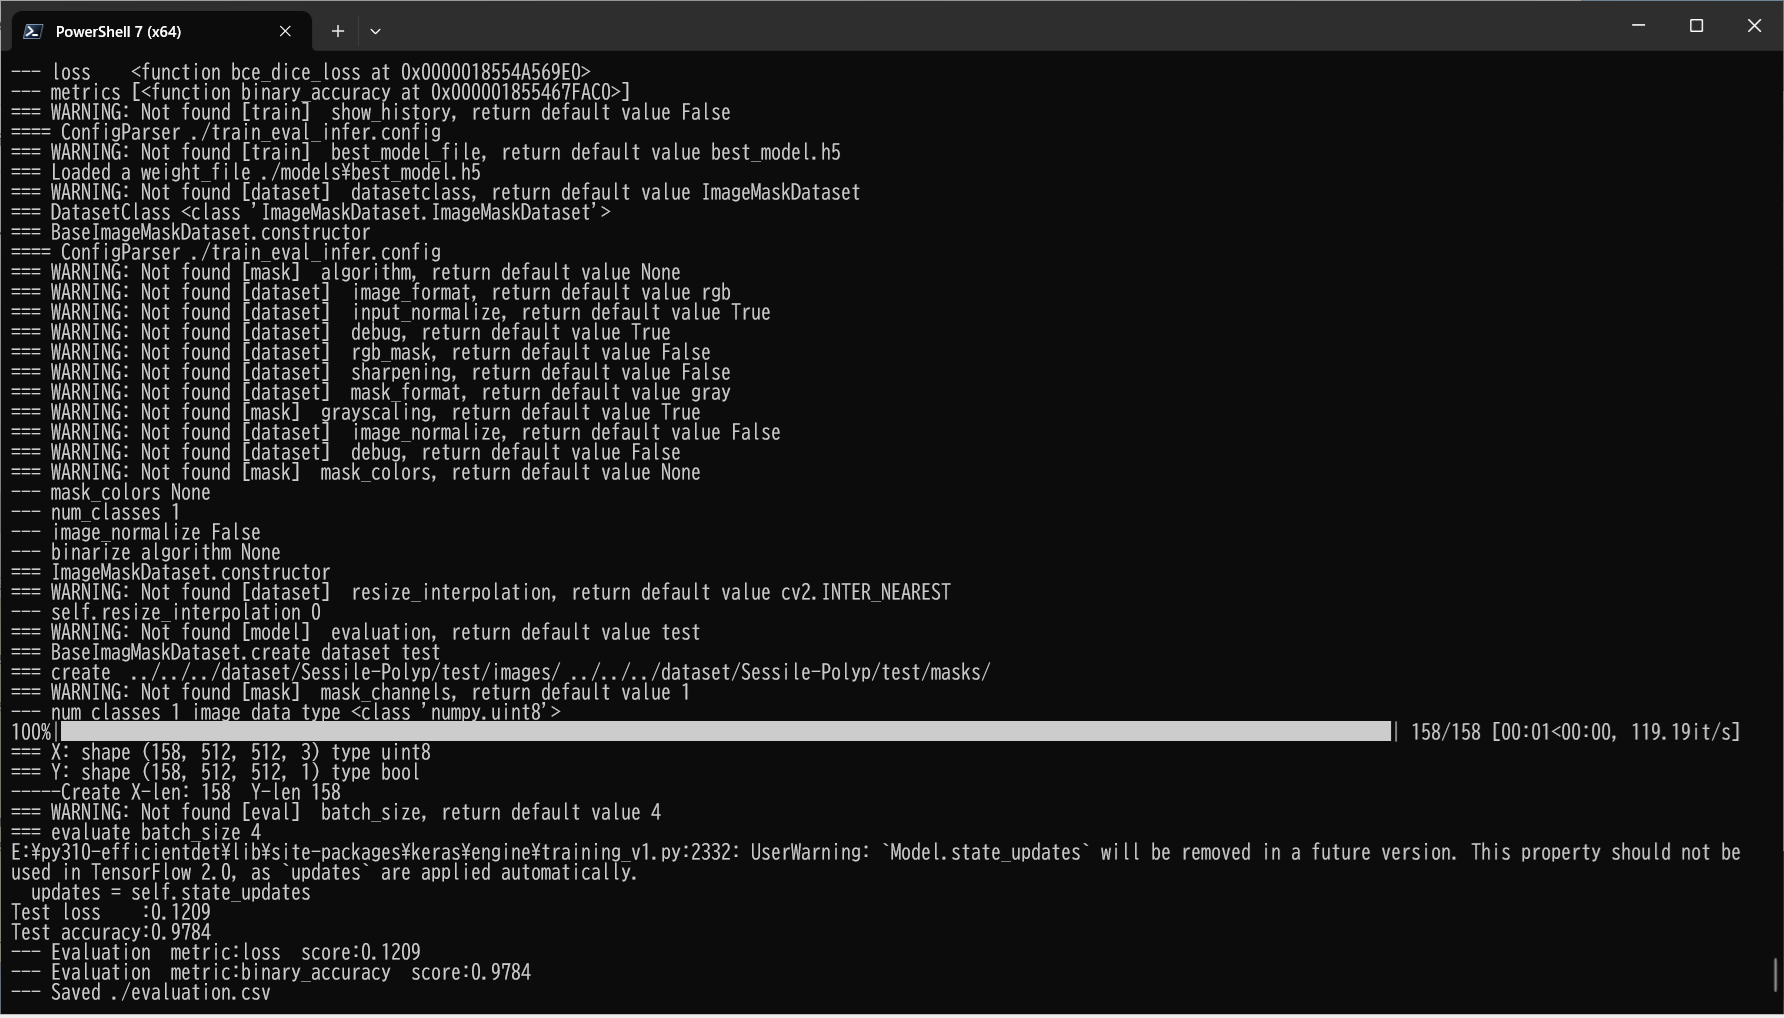 PowerShell 7 (x64)
--- loss    <function bce_dice_loss at 0x0000018554A569E0>
--- metrics [<function binary_accuracy at 0x000001855467FAC0>]
=== WARNING: Not found [train]  show_history, return default value False
==== ConfigParser ./train_eval_infer.config
=== WARNING: Not found [train]  best_model_file, return default value best_model.h5
=== Loaded a weight_file ./models¥best_model.h5
=== WARNING: Not found [dataset]  datasetclass, return default value ImageMaskDataset
=== DatasetClass <class 'ImageMaskDataset.ImageMaskDataset'>
=== BaseImageMaskDataset.constructor
==== ConfigParser ./train_eval_infer.config
=== WARNING: Not found [mask]  algorithm, return default value None
=== WARNING: Not found [dataset]  image_format, return default value rgb
=== WARNING: Not found [dataset]  input_normalize, return default value True
=== WARNING: Not found [dataset]  debug, return default value True
=== WARNING: Not found [dataset]  rgb_mask, return default value False
=== WARNING: Not found [dataset]  sharpening, return default value False
=== WARNING: Not found [dataset]  mask_format, return default value gray
=== WARNING: Not found [mask]  grayscaling, return default value True
=== WARNING: Not found [dataset]  image_normalize, return default value False
=== WARNING: Not found [dataset]  debug, return default value False
=== WARNING: Not found [mask]  mask_colors, return default value None
--- mask_colors None
--- num_classes 1
--- image_normalize False
--- binarize algorithm None
=== ImageMaskDataset.constructor
=== WARNING: Not found [dataset]  resize_interpolation, return default value cv2.INTER_NEAREST
--- self.resize_interpolation 0
=== WARNING: Not found [model]  evaluation, return default value test
=== BaseImagMaskDataset.create dataset test
=== create  ../../../dataset/Sessile-Polyp/test/images/ ../../../dataset/Sessile-Polyp/test/masks/
=== WARNING: Not found [mask]  mask_channels, return default value 1
--- num_classes 1 image data_type <class 'numpy.uint8'>
100%| | 158/158 [00:01<00:00, 119.19it/s]
=== X: shape (158, 512, 512, 3) type uint8
=== Y: shape (158, 512, 512, 1) type bool
-----Create X-len: 158  Y-len 158
=== WARNING: Not found [eval]  batch_size, return default value 4
=== evaluate batch_size 4
E:¥py310-efficientdet¥lib¥site-packages¥keras¥engine¥training_v1.py:2332: UserWarning: `Model.state_updates` will be removed in a future version. This property should not be
used in TensorFlow 2.0, as `updates` are applied automatically.
  updates = self.state_updates
Test loss    :0.1209
Test accuracy:0.9784
--- Evaluation  metric:loss  score:0.1209
--- Evaluation  metric:binary_accuracy  score:0.9784
--- Saved ./evaluation.csv